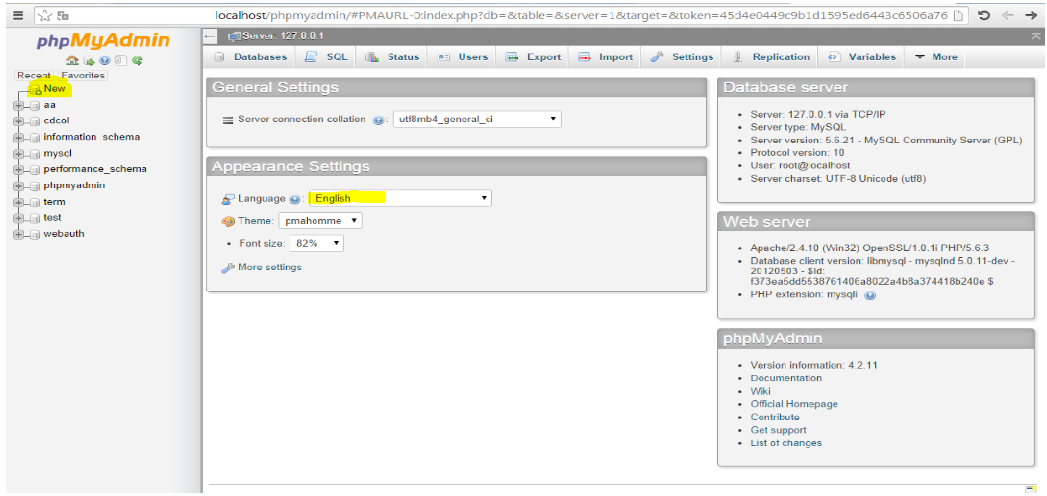 localhost/phpmyadmin/#PMAURL-0:index.php?db=&table=&server=1&target=&token=45d4e0449c9b1d1595ed6443c6506a76
phpMyAdmin
Recent Favorites
New
aa
cdcol
information_schema
mysql
performance_schema
phpmyadmin
term
test
webauth
Server: 127.0.0.1
Databases SQL Status Users Export Import Settings Replication Variables More
General Settings
Server connection collation : utf8mb4_general_ci
Appearance Settings
Language : English
Theme: pmahomme
• Font size: 82%
More settings
Database server
• Server: 127.0.0.1 via TCP/IP
• Server type: MySQL
• Server version: 5.6.21 - MySQL Community Server (GPL)
• Protocol version: 10
• User: root@localhost
• Server charset: UTF-8 Unicode (utf8)
Web server
• Apache/2.4.10 (Win32) OpenSSL/1.0.1i PHP/5.6.3
• Database client version: libmysql - mysqlnd 5.0.11-dev -
20120503 - $Id:
f373ea5dd5538761406a8022a4b8a374418b240e $
• PHP extension: mysqli
phpMyAdmin
• Version information: 4.2.11
• Documentation
• Wiki
• Official Homepage
• Contribute
• Get support
• List of changes